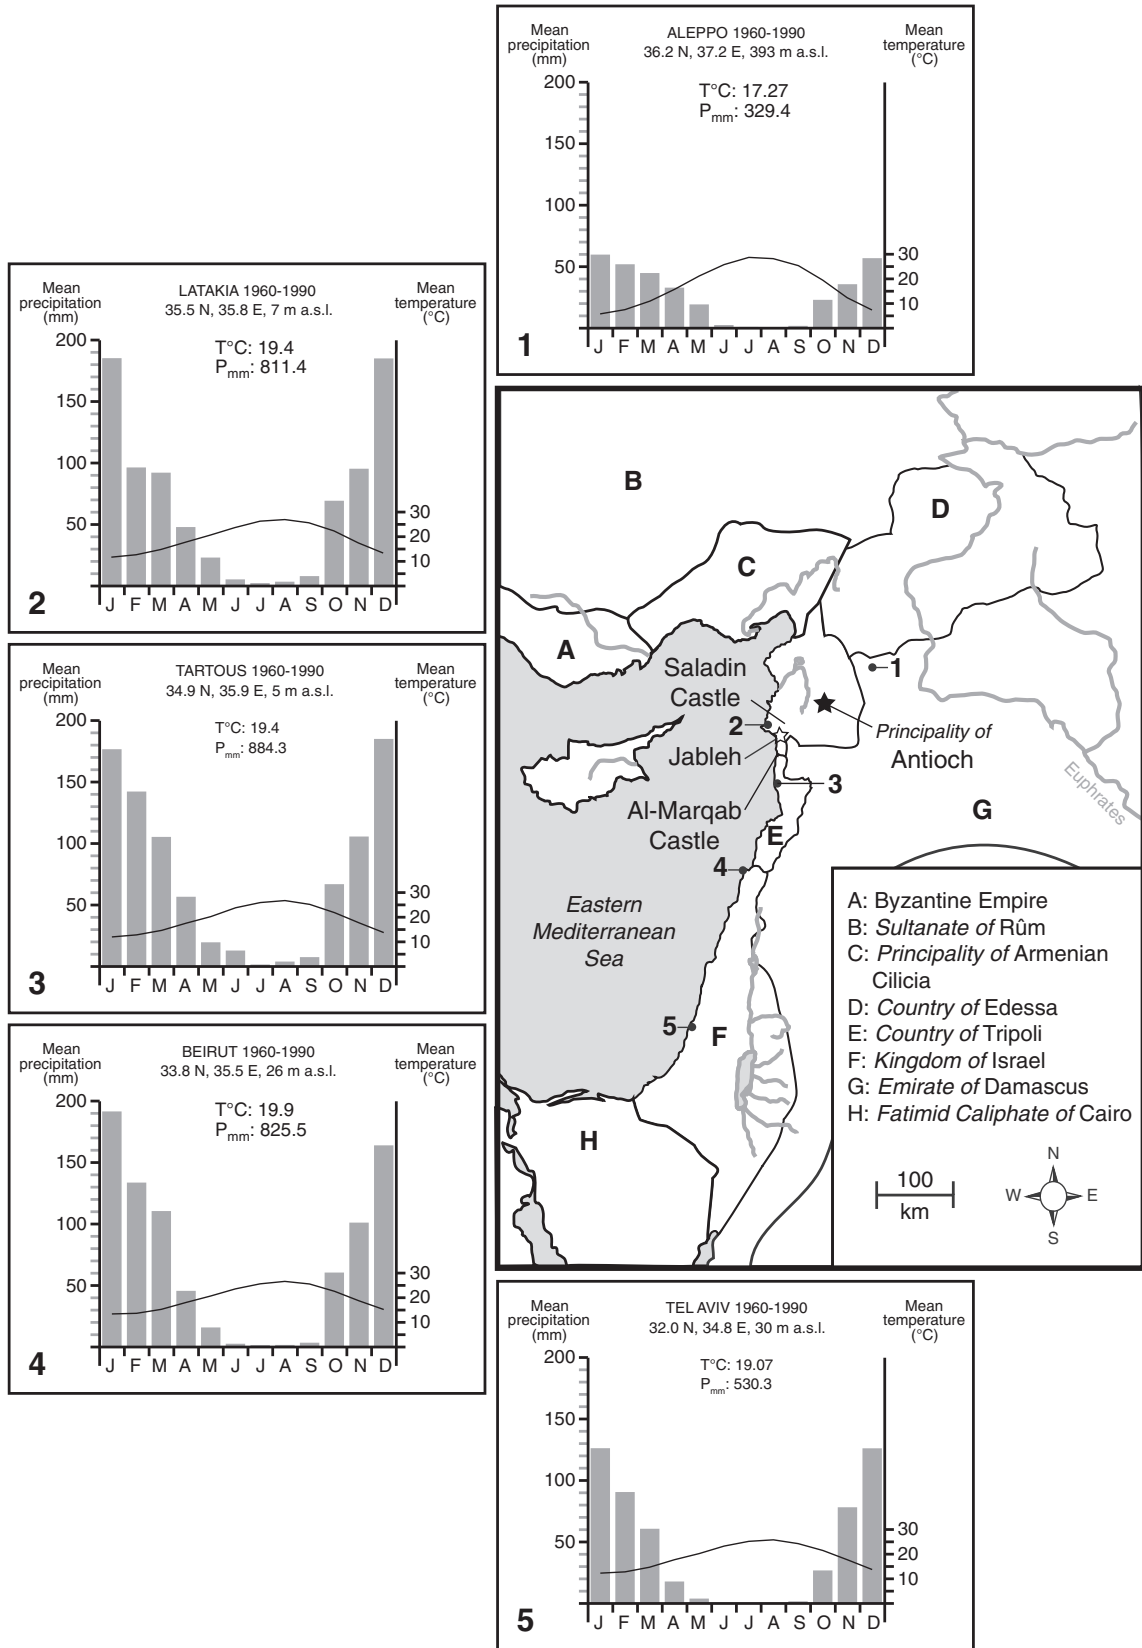 Mean
precipitation
(mm)
ALEPPO 1960-1990
36.2 N, 37.2 E, 393 m a.s.l.
Mean
temperature
(°C)
T°C: 17.27
Pmm: 329.4
200
150
100
50
30
20
10
J F M A M J J A S O N D
1
Mean
precipitation
(mm)
LATAKIA 1960-1990
35.5 N, 35.8 E, 7 m a.s.l.
Mean
temperature
(°C)
T°C: 19.4
Pmm: 811.4
200
150
100
50
30
20
10
J F M A M J J A S O N D
2
Mean
precipitation
(mm)
TARTOUS 1960-1990
34.9 N, 35.9 E, 5 m a.s.l.
Mean
temperature
(°C)
T°C: 19.4
Pmm: 884.3
200
150
100
50
30
20
10
J F M A M J J A S O N D
3
Mean
precipitation
(mm)
BEIRUT 1960-1990
33.8 N, 35.5 E, 26 m a.s.l.
Mean
temperature
(°C)
T°C: 19.9
Pmm: 825.5
200
150
100
50
30
20
10
J F M A M J J A S O N D
4
B
D
C
A
1
Saladin
Castle
2
Jableh
Principality of
Antioch
3
Al-Marqab
Castle
Euphrates
G
E
4
Eastern
Mediterranean
Sea
5
F
H
A: Byzantine Empire
B: Sultanate of Rûm
C: Principality of Armenian
Cilicia
D: Country of Edessa
E: Country of Tripoli
F: Kingdom of Israel
G: Emirate of Damascus
H: Fatimid Caliphate of Cairo
100
km
N
W
E
S
Mean
precipitation
(mm)
TEL AVIV 1960-1990
32.0 N, 34.8 E, 30 m a.s.l.
Mean
temperature
(°C)
T°C: 19.07
Pmm: 530.3
200
150
100
50
30
20
10
J F M A M J J A S O N D
5